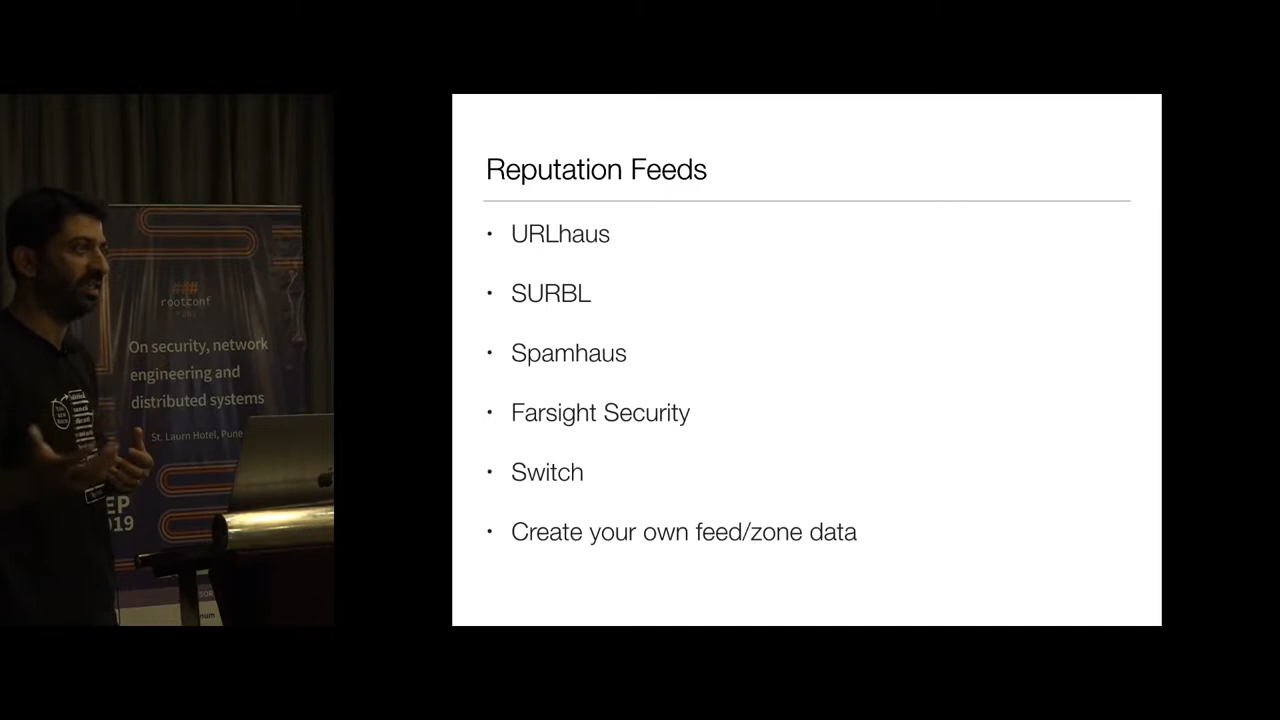 ###
rootconf
On security, network
engineering and
distributed systems
St. Laurn Hotel, Pune
EP
19
Reputation Feeds
• URLhaus
• SURBL
• Spamhaus
• Farsight Security
• Switch
• Create your own feed/zone data